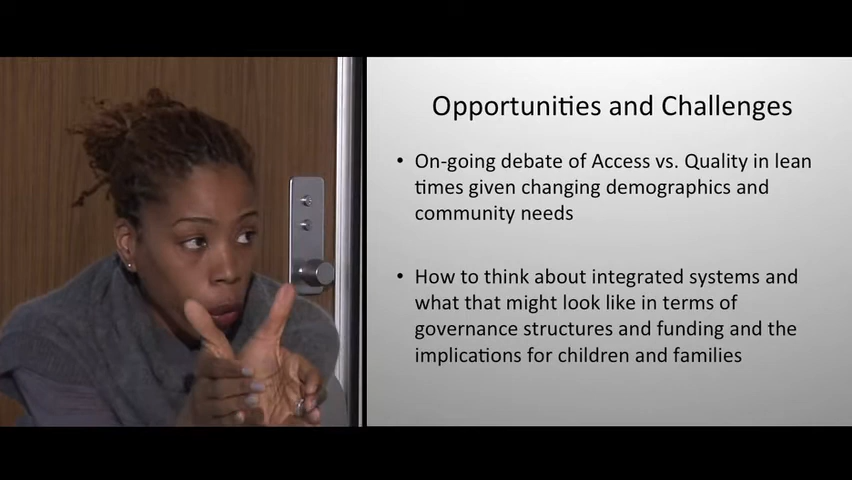 Opportunities and Challenges
• On-going debate of Access vs. Quality in lean
times given changing demographics and
community needs
• How to think about integrated systems and
what that might look like in terms of
governance structures and funding and the
implications for children and families